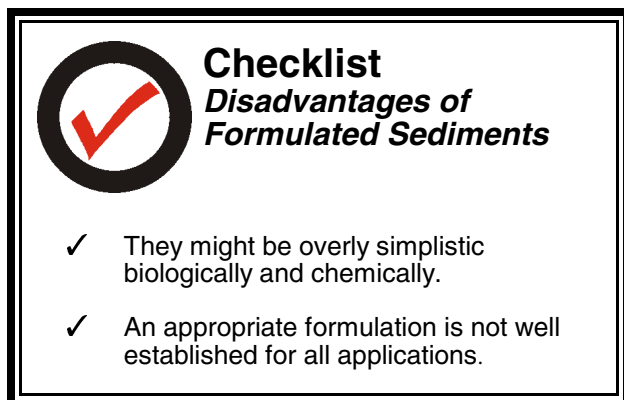 Checklist
Disadvantages of
Formulated Sediments
✓ They might be overly simplistic
biologically and chemically.
✓ An appropriate formulation is not well
established for all applications.